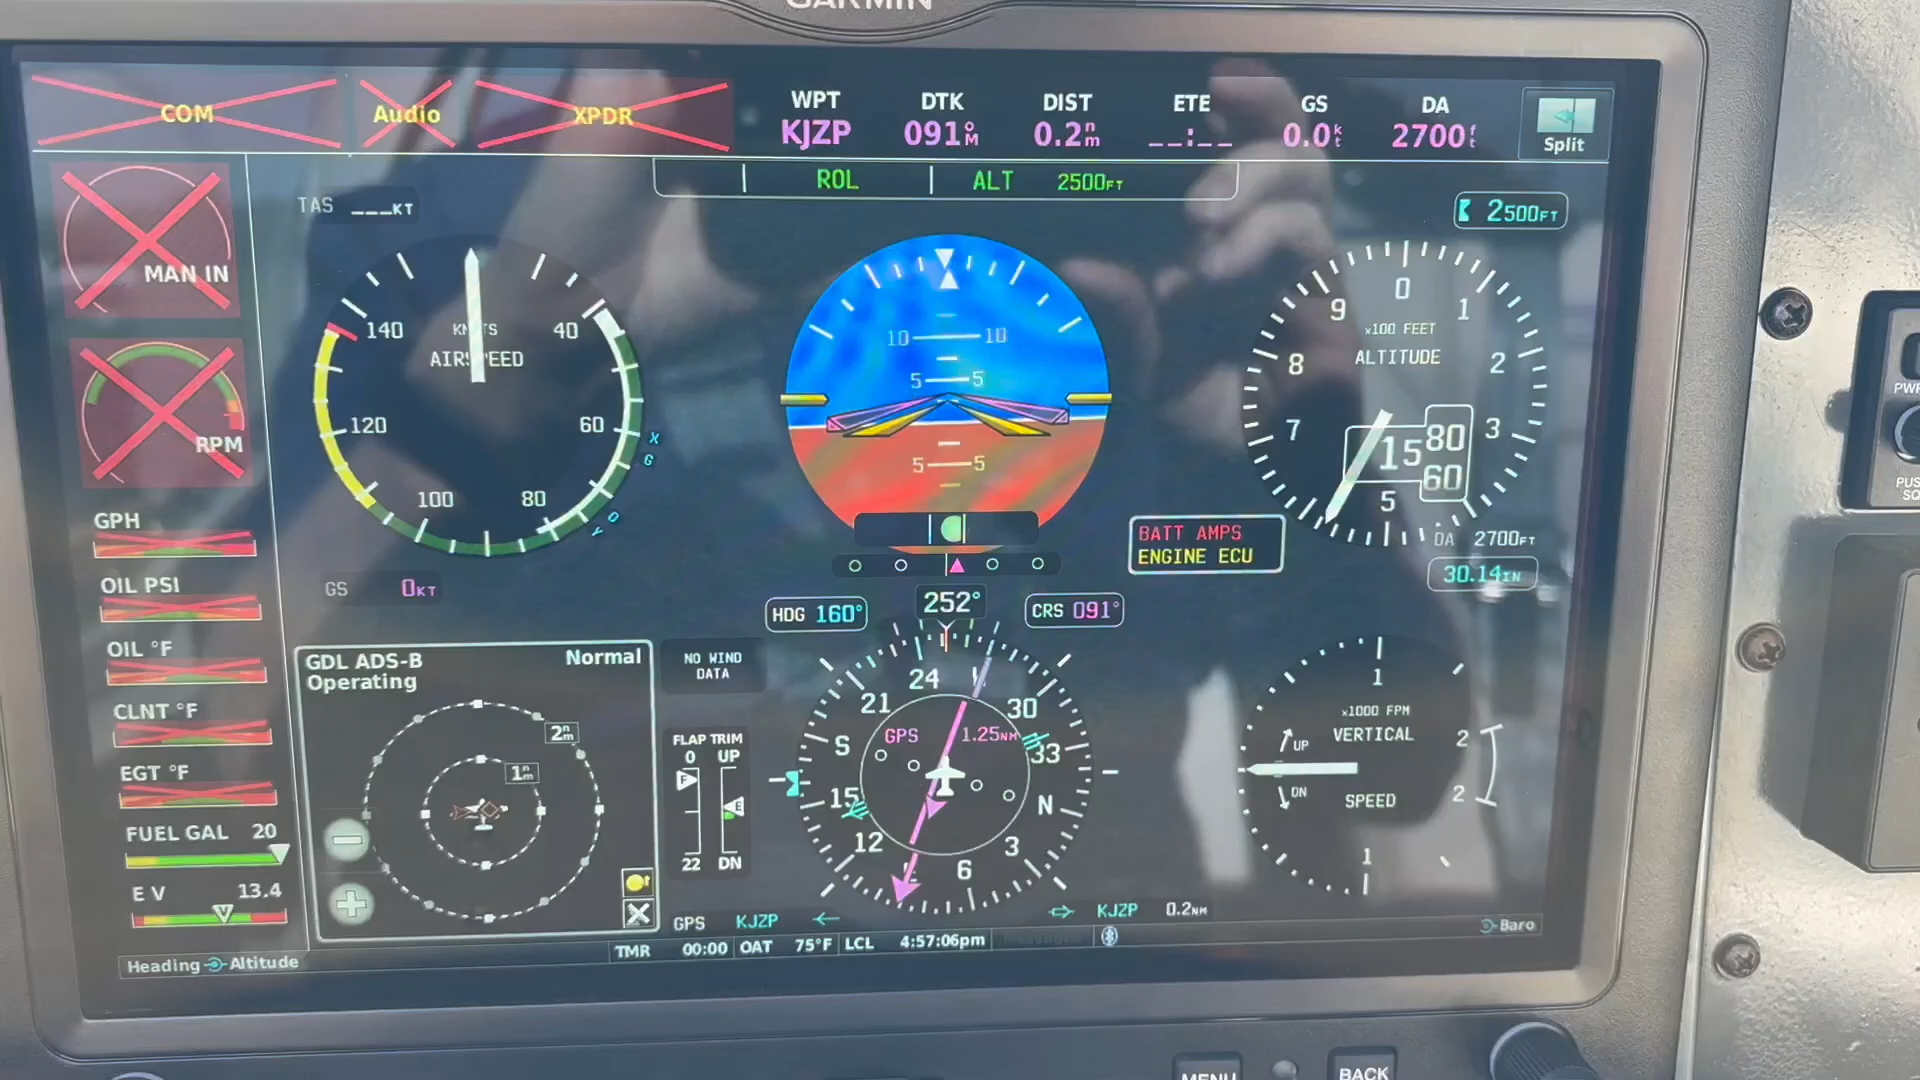 GARMIN
COM Audio XPDR
WPT DTK DIST ETE GS DA
KJZP 091°M 0.2nm __:__ 0.0kt 2700ft
Split
ROL ALT 2500FT
TAS ___KT
2500FT
MAN IN
RPM
140 KNOTS 40
AIRSPEED
120 60
100 80
X
G
O
Y
GS 0KT
10 10
5 5
5 5
0
9 1
x100 FEET
ALTITUDE
8 2
7 3
15 80
60
5
DA 2700FT
30.14IN
BATT AMPS
ENGINE ECU
HDG 160° 252° CRS 091°
GPH
OIL PSI
OIL °F
CLNT °F
EGT °F
FUEL GAL 20
E V 13.4
V
GDL ADS-B Normal
Operating
2nm
1nm
NO WIND
DATA
FLAP TRIM
0 UP
F E
22 DN
24 W
21 30
GPS 1.25NM
S 33
15 N
12 3
6
1
x1000 FPM
UP VERTICAL 2
DN SPEED 2
1
GPS KJZP
KJZP 0.2NM
Baro
TMR 00:00 OAT 75°F LCL 4:57:06pm
Heading Altitude
MENU BACK